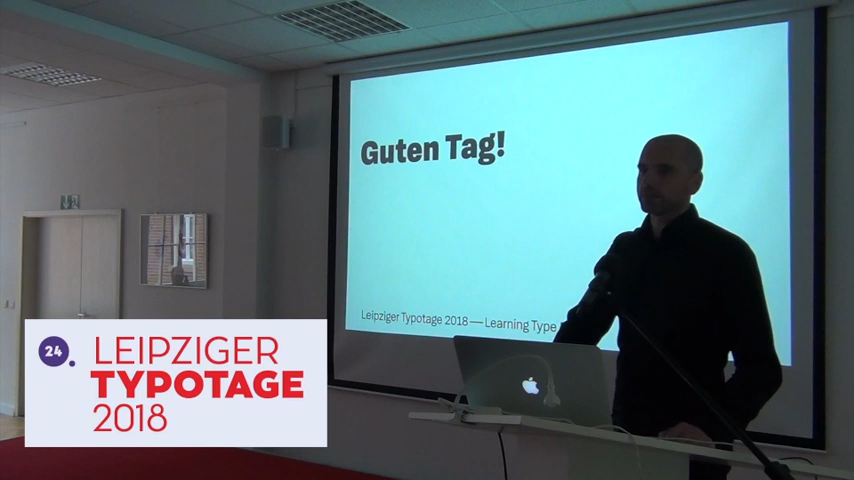 Guten Tag!
Leipziger Typotage 2018 — Learning Type
24.
LEIPZIGER
TYPOTAGE
2018